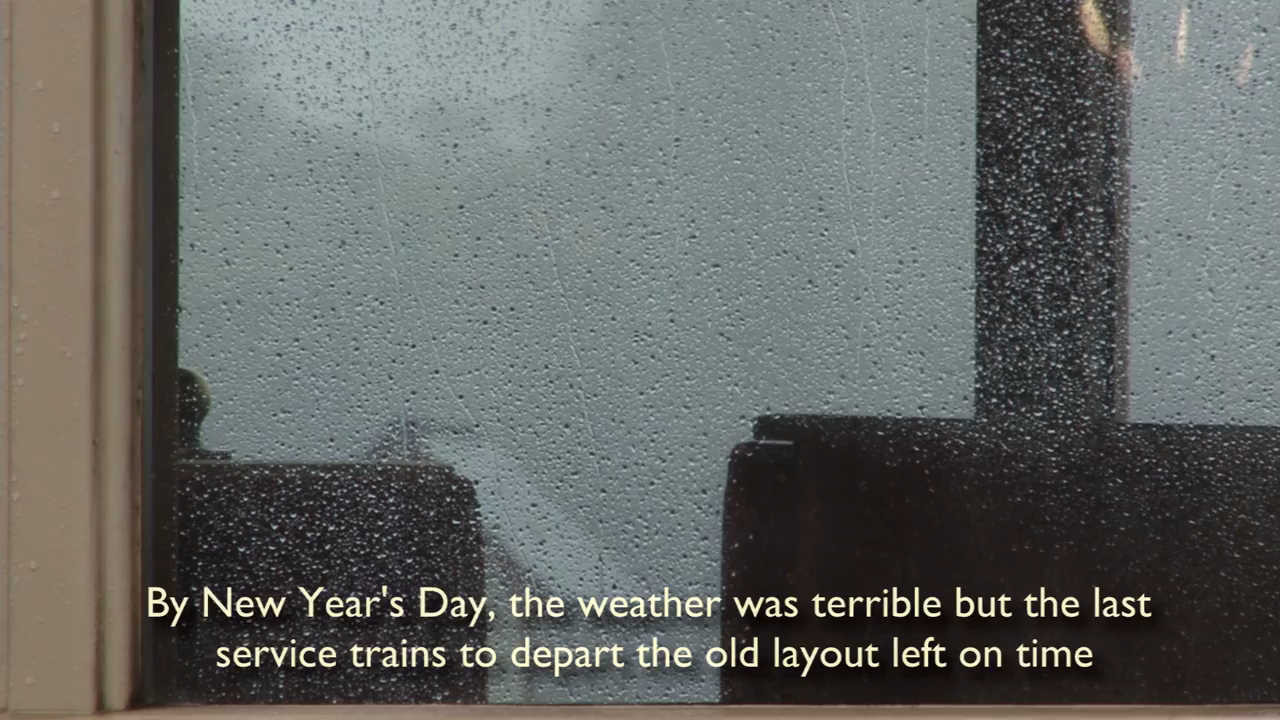 By New Year's Day, the weather was terrible but the last
service trains to depart the old layout left on time